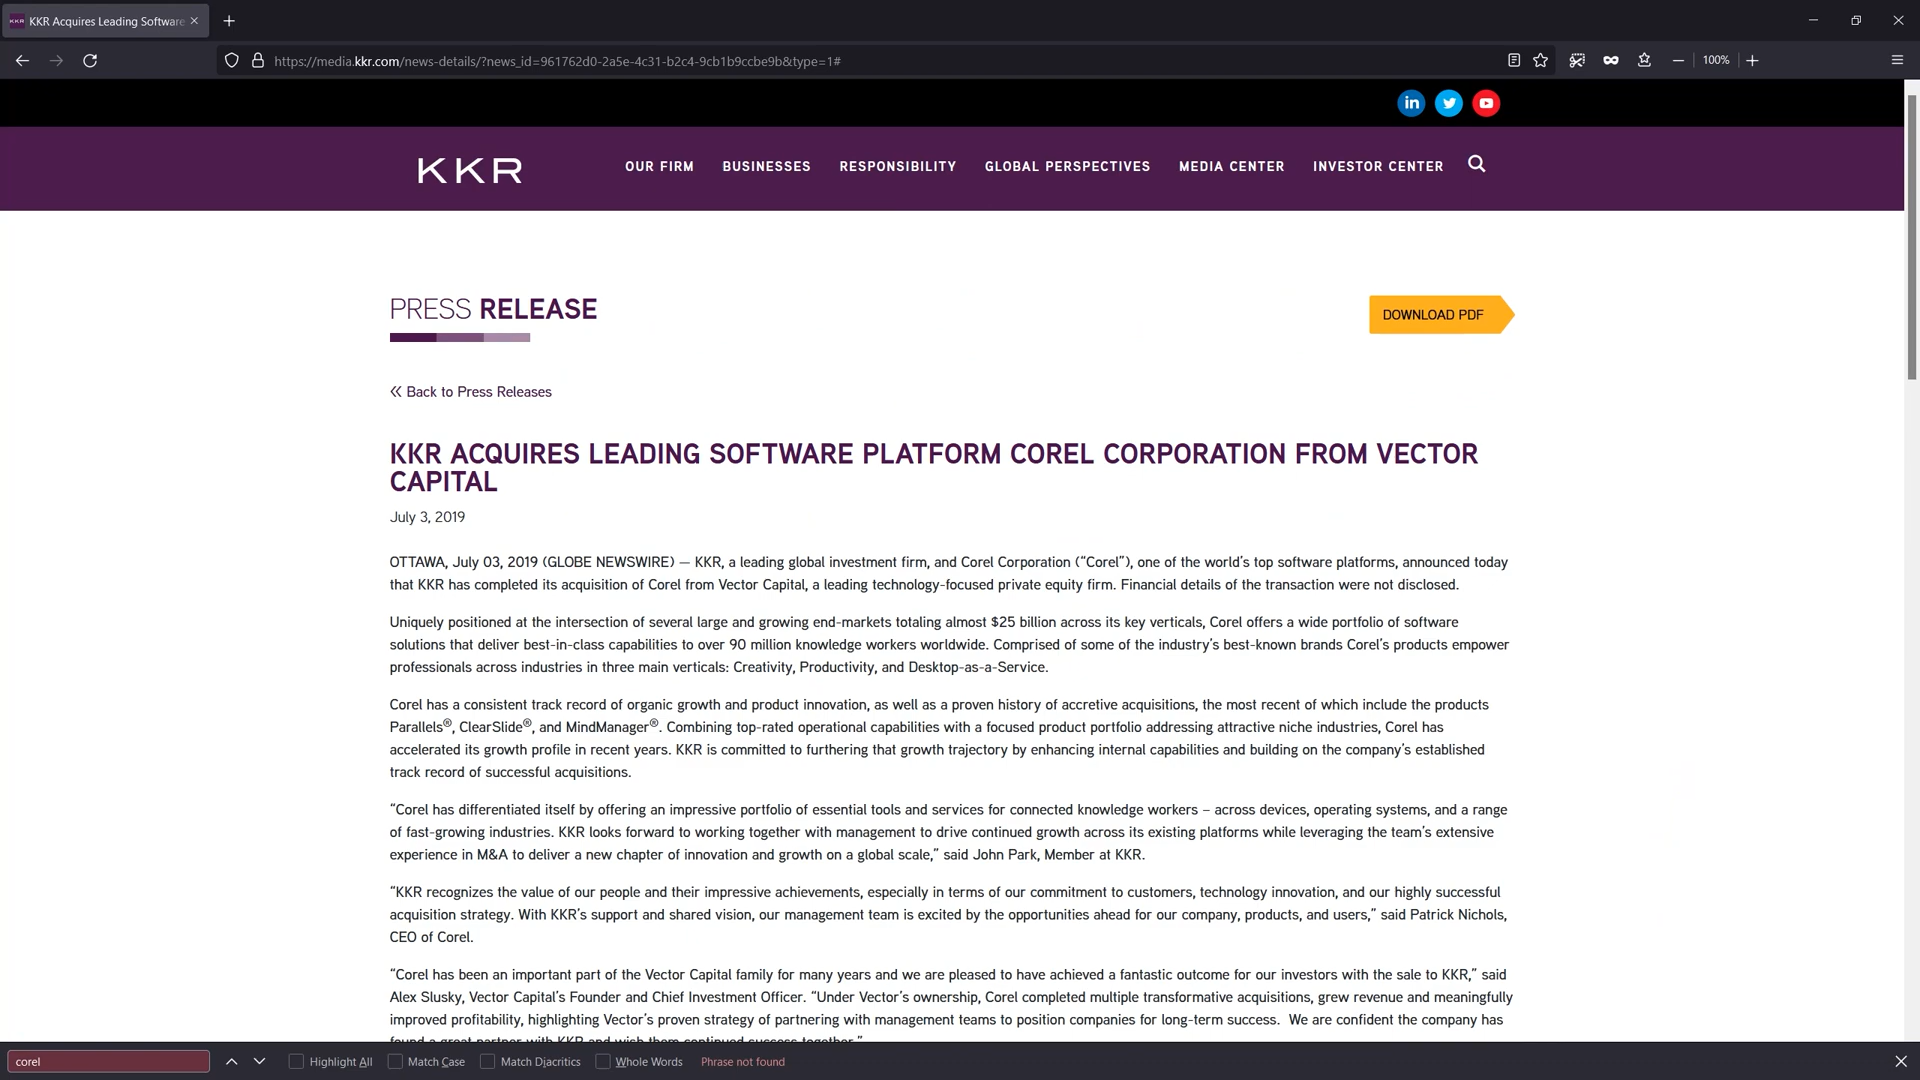 KKR Acquires Leading Software
https://media.kkr.com/news-details/?news_id=961762d0-2a5e-4c31-b2c4-9cb1b9ccbe9b&type=1#
100%
in
KKR
OUR FIRM
BUSINESSES
RESPONSIBILITY
GLOBAL PERSPECTIVES
MEDIA CENTER
INVESTOR CENTER
PRESS RELEASE
DOWNLOAD PDF
« Back to Press Releases
KKR ACQUIRES LEADING SOFTWARE PLATFORM COREL CORPORATION FROM VECTOR
CAPITAL
July 3, 2019
OTTAWA, July 03, 2019 (GLOBE NEWSWIRE) — KKR, a leading global investment firm, and Corel Corporation (“Corel”), one of the world’s top software platforms, announced today
that KKR has completed its acquisition of Corel from Vector Capital, a leading technology-focused private equity firm. Financial details of the transaction were not disclosed.
Uniquely positioned at the intersection of several large and growing end-markets totaling almost $25 billion across its key verticals, Corel offers a wide portfolio of software
solutions that deliver best-in-class capabilities to over 90 million knowledge workers worldwide. Comprised of some of the industry’s best-known brands Corel’s products empower
professionals across industries in three main verticals: Creativity, Productivity, and Desktop-as-a-Service.
Corel has a consistent track record of organic growth and product innovation, as well as a proven history of accretive acquisitions, the most recent of which include the products
Parallels®, ClearSlide®, and MindManager®. Combining top-rated operational capabilities with a focused product portfolio addressing attractive niche industries, Corel has
accelerated its growth profile in recent years. KKR is committed to furthering that growth trajectory by enhancing internal capabilities and building on the company’s established
track record of successful acquisitions.
“Corel has differentiated itself by offering an impressive portfolio of essential tools and services for connected knowledge workers – across devices, operating systems, and a range
of fast-growing industries. KKR looks forward to working together with management to drive continued growth across its existing platforms while leveraging the team’s extensive
experience in M&A to deliver a new chapter of innovation and growth on a global scale,” said John Park, Member at KKR.
“KKR recognizes the value of our people and their impressive achievements, especially in terms of our commitment to customers, technology innovation, and our highly successful
acquisition strategy. With KKR’s support and shared vision, our management team is excited by the opportunities ahead for our company, products, and users,” said Patrick Nichols,
CEO of Corel.
“Corel has been an important part of the Vector Capital family for many years and we are pleased to have achieved a fantastic outcome for our investors with the sale to KKR,” said
Alex Slusky, Vector Capital’s Founder and Chief Investment Officer. “Under Vector’s ownership, Corel completed multiple transformative acquisitions, grew revenue and meaningfully
improved profitability, highlighting Vector’s proven strategy of partnering with management teams to position companies for long-term success. We are confident the company has
found a great partner with KKR and wish them continued success together.”
corel
Highlight All
Match Case
Match Diacritics
Whole Words
Phrase not found